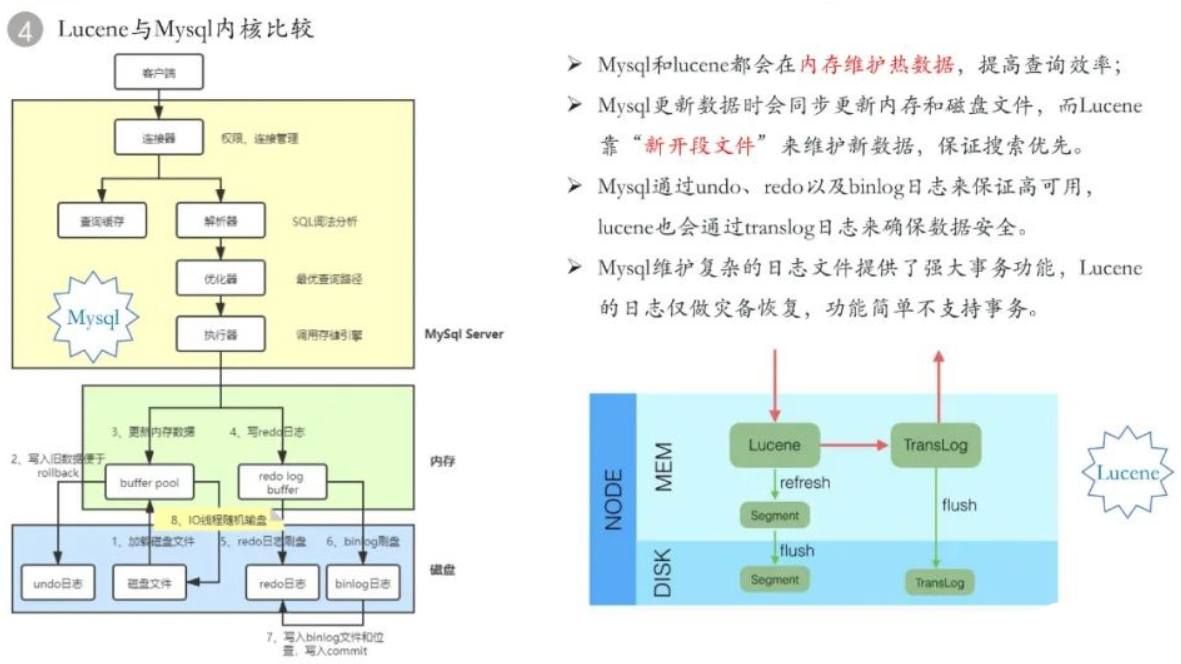 4 Lucene与Mysql内核比较
客户端
连接器 权限、连接管理
查询缓存 解析器 SQL词法分析
优化器 最优查询路径
Mysql
执行器 调用存储引擎
MySql Server
3、更新内存数据 4、写redo日志
2、写入旧数据便于
rollback
内存
buffer pool
redo log
buffer
8、IO线程随机输盘
1、加载磁盘文件 5、redo日志刷盘 6、binlog刷盘
磁盘
undo日志 磁盘文件 redo日志 binlog日志
7、写入binlog文件和位
置，写入commit
➢ Mysql和lucene都会在内存维护热数据，提高查询效率；
➢ Mysql更新数据时会同步更新内存和磁盘文件，而Lucene
靠“新开段文件”来维护新数据，保证搜索优先。
➢ Mysql通过undo、redo以及binlog日志来保证高可用，
lucene也会通过translog日志来确保数据安全。
➢ Mysql维护复杂的日志文件提供了强大事务功能，Lucene
的日志仅做灾备恢复，功能简单不支持事务。
NODE
MEM
Lucene TransLog
refresh
Segment
flush
flush
DISK
Segment TransLog
Lucene